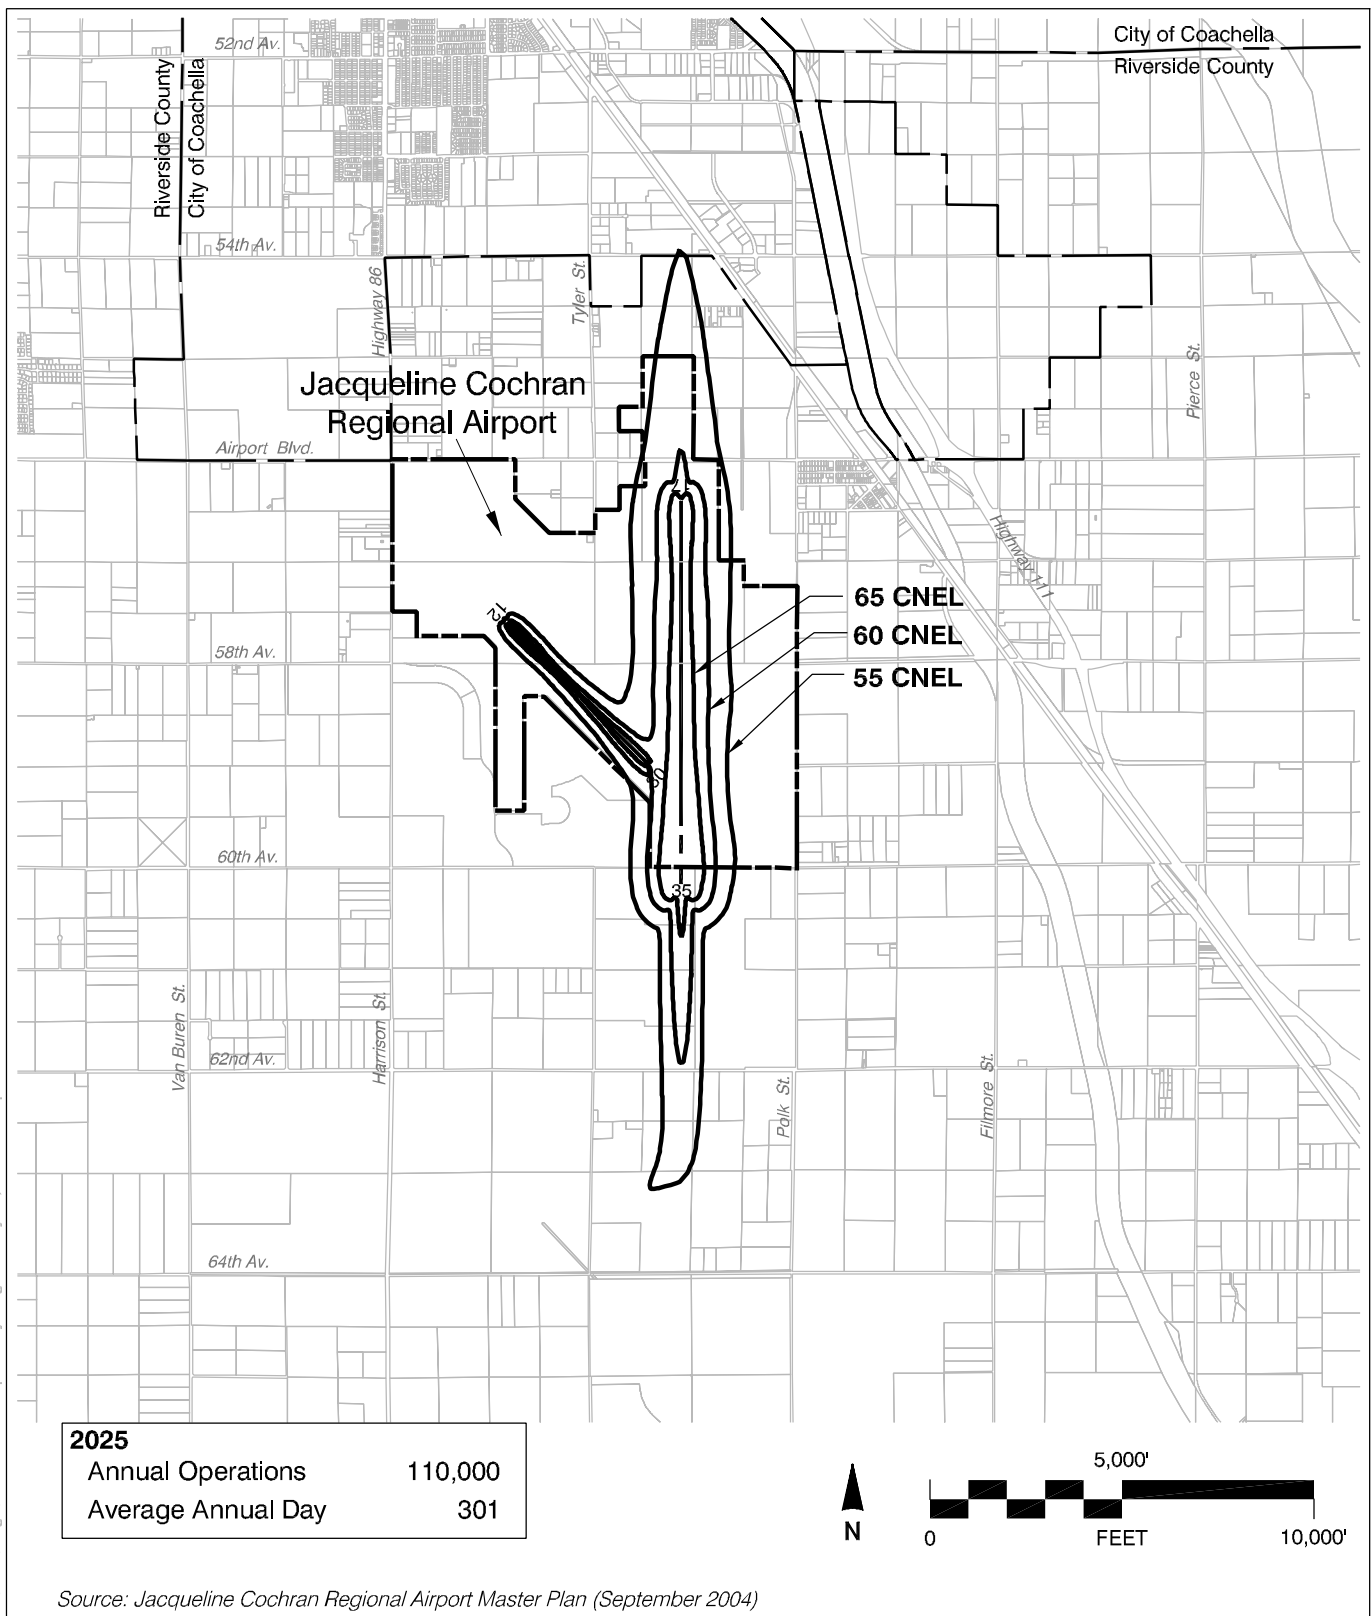 City of Coachella
Riverside County
52nd Av.
Riverside County
City of Coachella
54th Av.
Highway 86
Tyler St.
Pierce St.
Jacqueline Cochran
Regional Airport
Airport Blvd.
17
Highway 111
65 CNEL
60 CNEL
55 CNEL
12
58th Av.
30
60th Av.
35
Van Buren St.
Harrison St.
62nd Av.
Polk St.
Filmore St.
64th Av.
2025
Annual Operations 110,000
Average Annual Day 301
N
5,000'
0 FEET 10,000'
Source: Jacqueline Cochran Regional Airport Master Plan (September 2004)